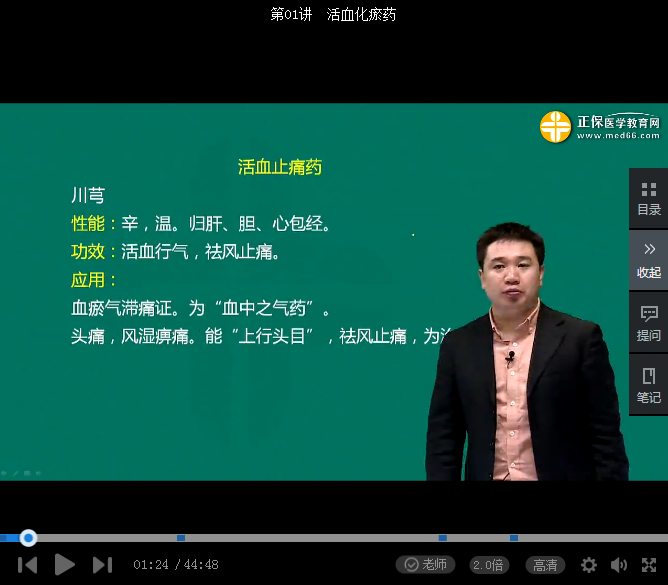 第01讲 活血化瘀药
正保医学教育网
www.med66.com
活血止痛药
川芎
性能：辛，温。归肝、胆、心包经。
功效：活血行气，祛风止痛。
应用：
血瘀气滞痛证。为“血中之气药”。
头痛，风湿痹痛。能“上行头目”，祛风止痛，为
目录
收起
提问
笔记
01:24 / 44:48
老师
2.0倍
高清